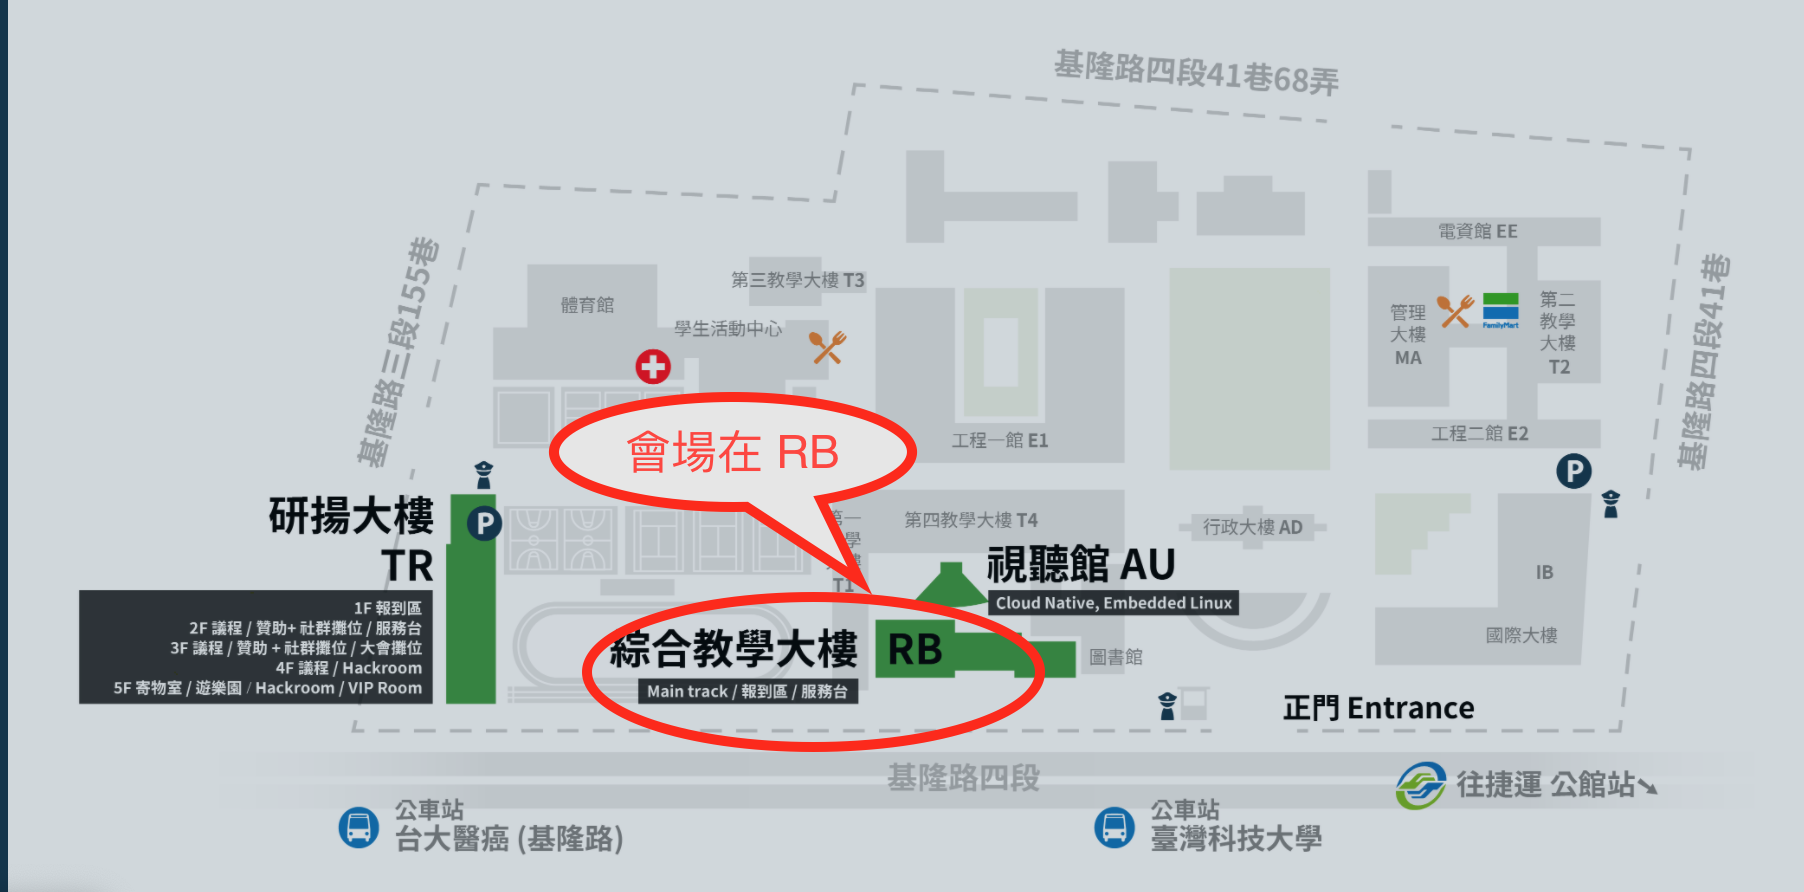 基隆路四段41巷68弄
基隆路三段155巷
基隆路四段41巷
電資館 EE
第三教學大樓 T3
體育館
學生活動中心
管理
大樓
MA
FamilyMart
第二
教學
大樓
T2
會場在 RB
工程一館 E1
工程二館 E2
P
研揚大樓
TR
P
1F 報到區
2F 議程 / 贊助+ 社群攤位 / 服務台
3F 議程 / 贊助 + 社群攤位 / 大會攤位
4F 議程 / Hackroom
5F 寄物室 / 遊樂園 / Hackroom / VIP Room
第一
學
樓
T1
第四教學大樓 T4
行政大樓 AD
視聽館 AU
Cloud Native, Embedded Linux
IB
國際大樓
綜合教學大樓
RB
Main track / 報到區 / 服務台
圖書館
正門 Entrance
基隆路四段
往捷運 公館站
公車站
台大醫癌 (基隆路)
公車站
臺灣科技大學